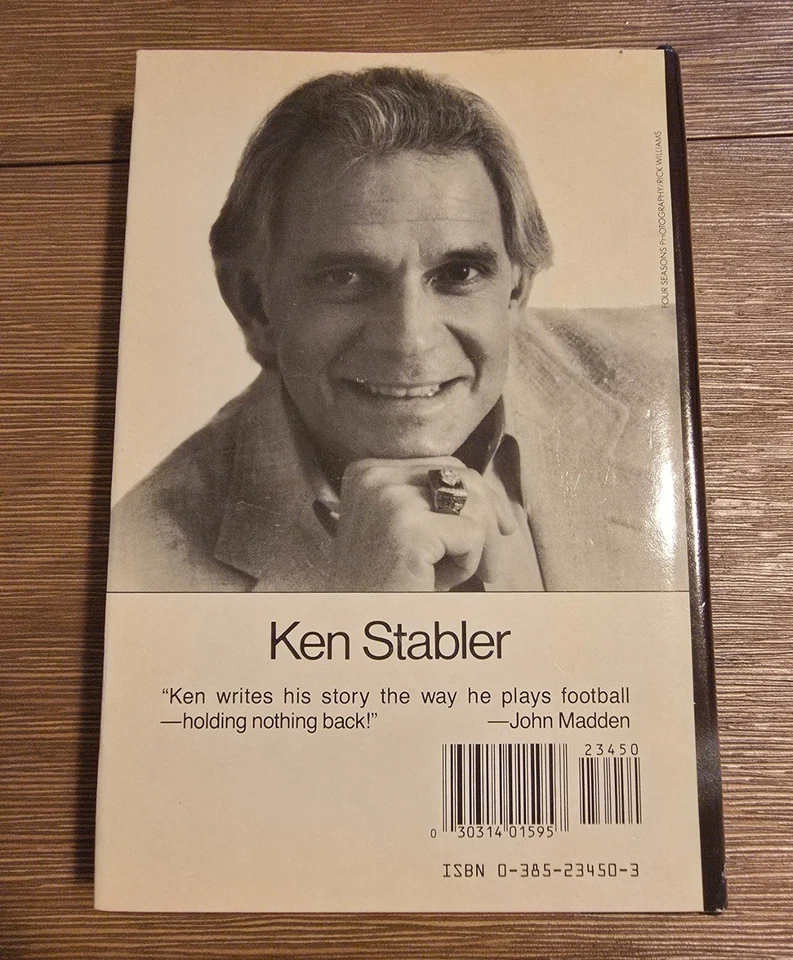 FOUR SEASONS PHOTOGRAPHY/RICK WILLIAMS
Ken Stabler
“Ken writes his story the way he plays football
—holding nothing back!” —John Madden
23450
0 30314 01595
ISBN 0-385-23450-3